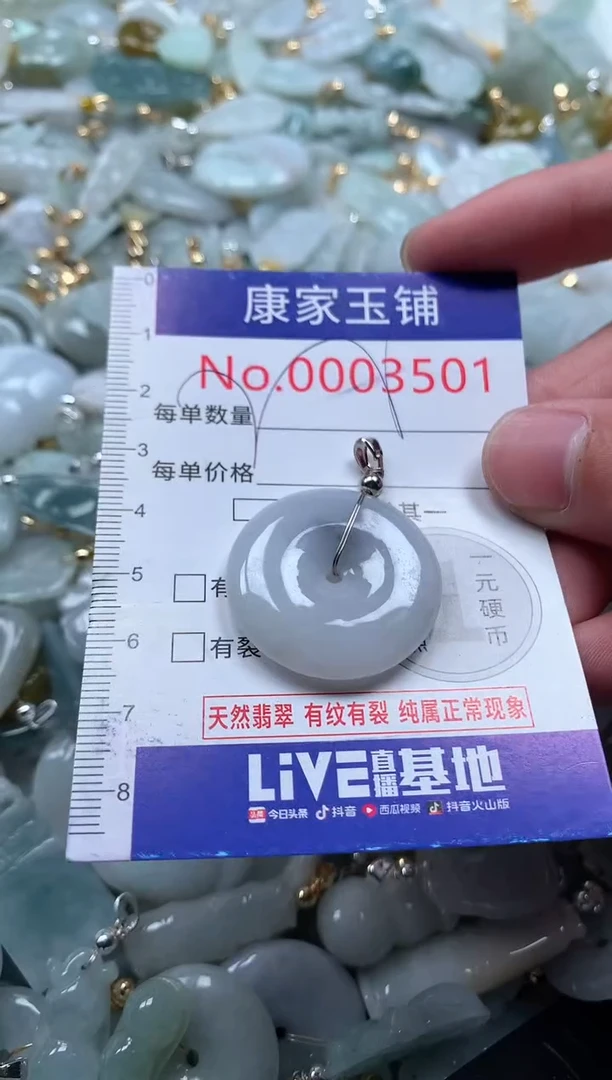 0
康家玉铺
1
No.0003501
2
每单数量
3
每单价格
4
其一
5
有
一元硬币
6
有裂
7
天然翡翠 有纹有裂 纯属正常现象
8
LiVE直播基地
头条 今日头条 抖音 西瓜视频 抖音火山版